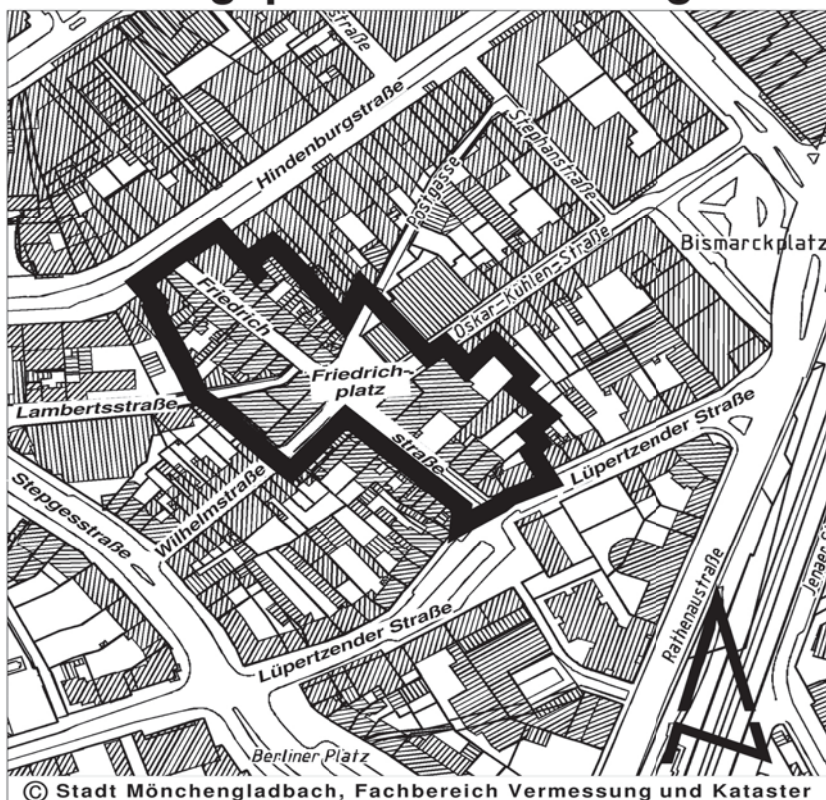 straße
Hindenburgstraße
Stephanstraße
Bismarckplatz
Oskar-Kühlen-Straße
Friedrich
Friedrich-
platz
straße
Lambertsstraße
Lüpertzender Straße
Stepgesstraße
Wilhelmstraße
Rathenaustraße
Lüpertzender Straße
Berliner Platz
© Stadt Mönchengladbach, Fachbereich Vermessung und Kataster